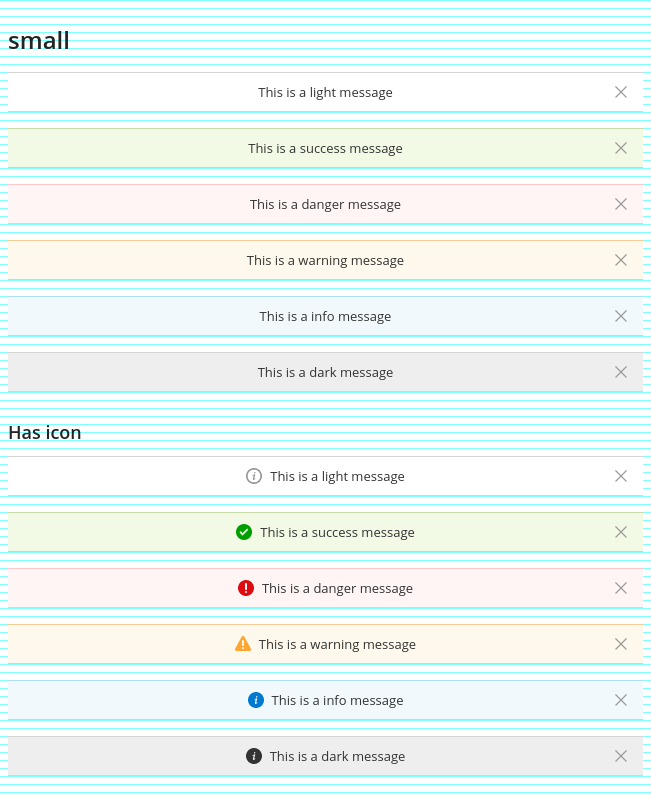 small
This is a light message
This is a success message
This is a danger message
This is a warning message
This is a info message
This is a dark message
Has icon
This is a light message
This is a success message
This is a danger message
This is a warning message
This is a info message
This is a dark message